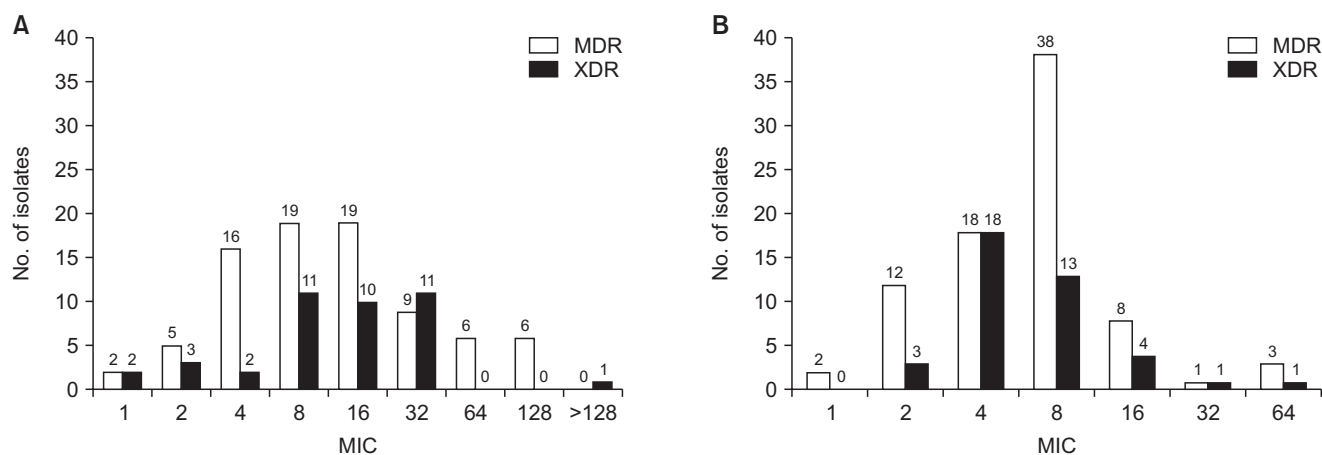 A
40
35
30
25
20
15
10
5
0
No. of isolates
MDR
XDR
2 2
5 3
16 2
19 11
19 10
9 11
6 0
6 0
0 1
1 2 4 8 16 32 64 128 >128
MIC
B
40
35
30
25
20
15
10
5
0
No. of isolates
MDR
XDR
2 0
12 3
18 18
38 13
8 4
1 1
3 1
1 2 4 8 16 32 64
MIC